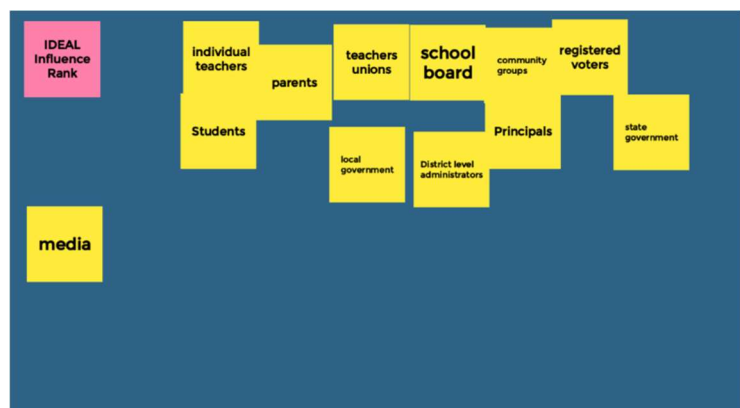 IDEAL
Influence
Rank
individual
teachers
parents
teachers
unions
school
board
community
groups
registered
voters
Students
local
government
District level
administrators
Principals
state
government
media